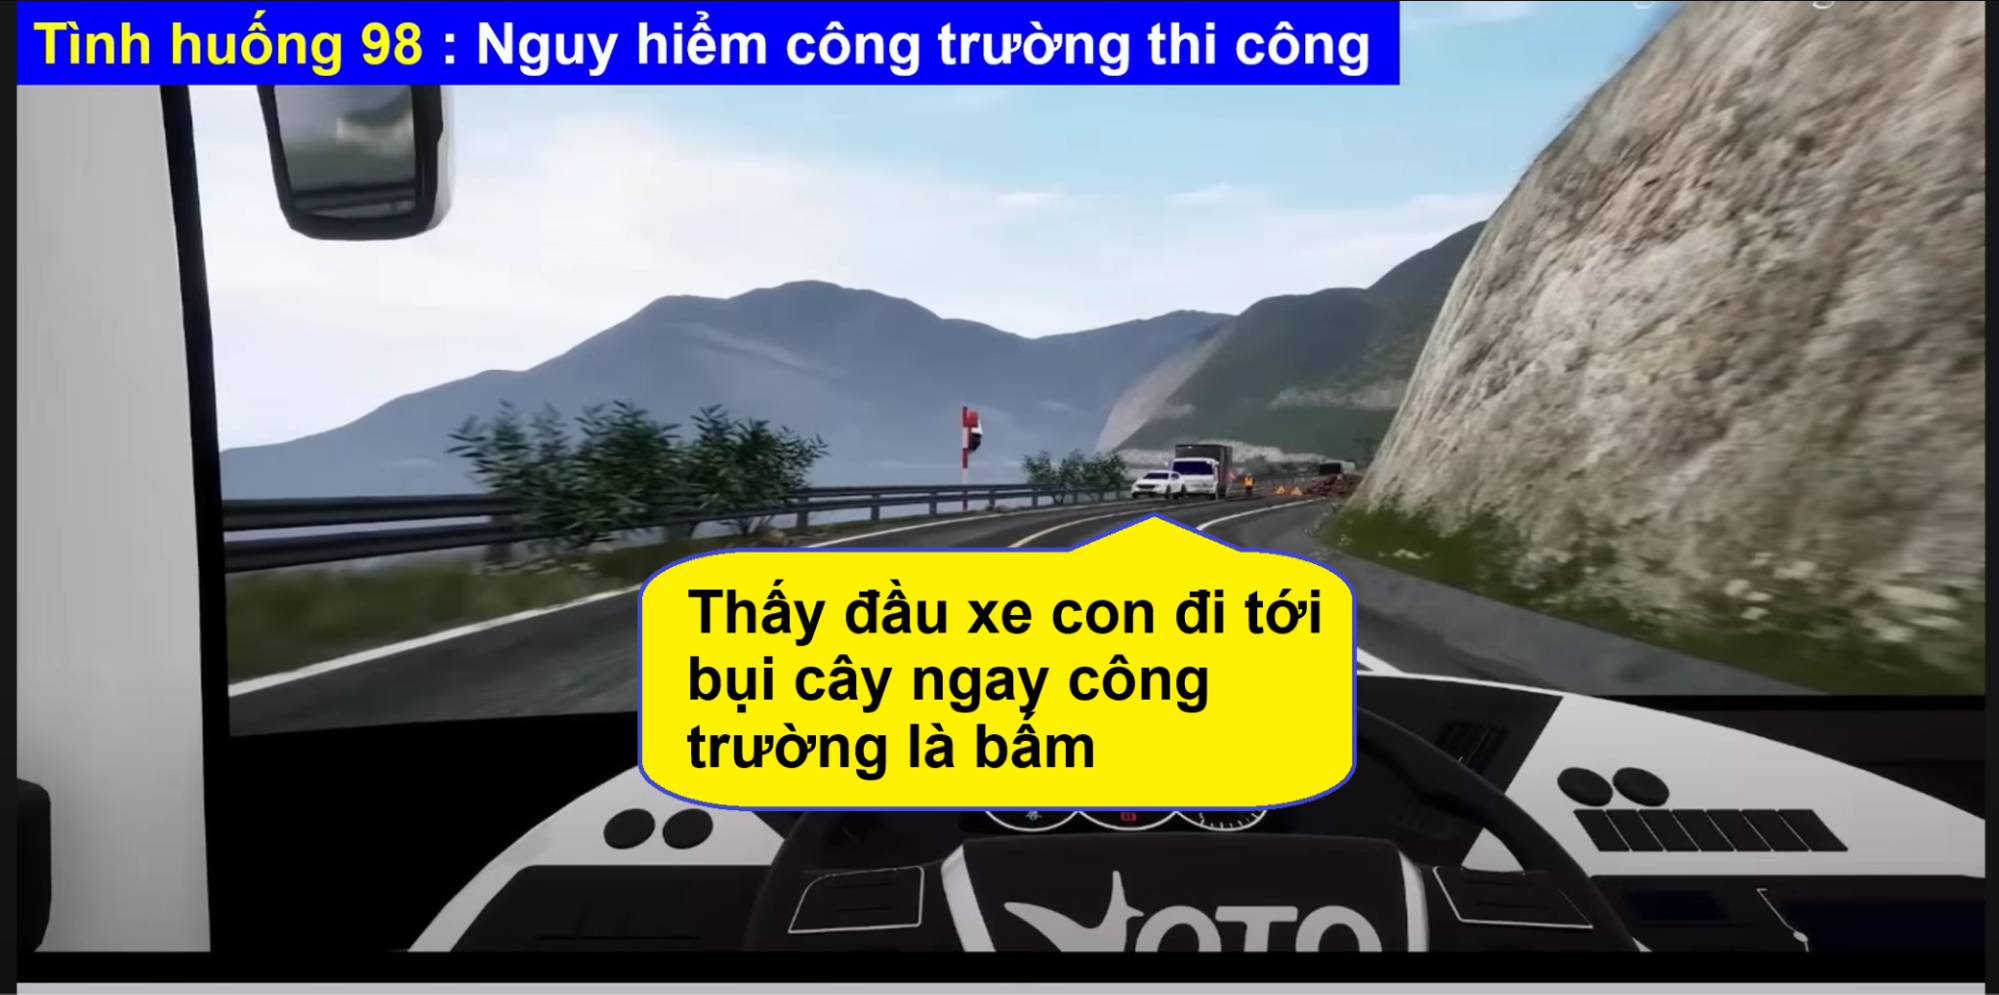 Tình huống 98 : Nguy hiểm công trường thi công
Thấy đầu xe con đi tới
bụi cây ngay công
trường là bấm
OTO